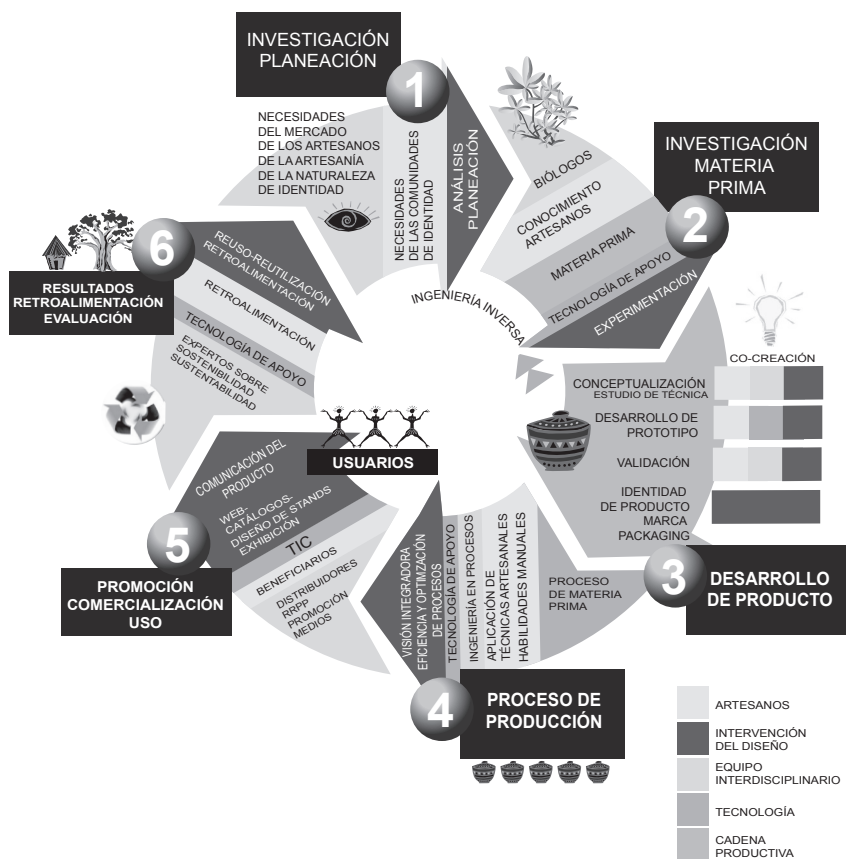 INVESTIGACIÓN
PLANEACIÓN
1
NECESIDADES
DEL MERCADO
DE LOS ARTESANOS
DE LA ARTESANÍA
DE LA NATURALEZA
DE IDENTIDAD
NECESIDADES
DE LAS COMUNIDADES
DE IDENTIDAD
ANÁLISIS
PLANEACIÓN
INVESTIGACIÓN
MATERIA
PRIMA
2
BIÓLOGOS
CONOCIMIENTO
ARTESANOS
MATERIA PRIMA
TECNOLOGÍA DE APOYO
EXPERIMENTACIÓN
INGENIERÍA INVERSA
CO-CREACIÓN
CONCEPTUALIZACIÓN
ESTUDIO DE TÉCNICA
DESARROLLO DE
PROTOTIPO
VALIDACIÓN
IDENTIDAD
DE PRODUCTO
MARCA
PACKAGING
3
DESARROLLO
DE PRODUCTO
PROCESO
DE MATERIA
PRIMA
APLICACIÓN DE
TÉCNICAS ARTESANALES
HABILIDADES MANUALES
INGENIERÍA EN PROCESOS
TECNOLOGÍA DE APOYO
VISIÓN INTEGRADORA
EFICIENCIA Y OPTIMIZACIÓN
DE PROCESOS
4
PROCESO DE
PRODUCCIÓN
USUARIOS
COMUNICACIÓN DEL
PRODUCTO
WEB-
CATÁLOGOS-
DISEÑO DE STANDS
EXHIBICIÓN
TIC
BENEFICIARIOS
DISTRIBUIDORES
RRPP
PROMOCIÓN
MEDIOS
5
PROMOCIÓN
COMERCIALIZACIÓN
USO
6
RESULTADOS
RETROALIMENTACIÓN
EVALUACIÓN
REUSO-REUTILIZACIÓN
RETROALIMENTACIÓN
RETROALIMENTACIÓN
TECNOLOGÍA DE APOYO
EXPERTOS SOBRE
SOSTENIBILIDAD
SUSTENTABILIDAD
ARTESANOS
INTERVENCIÓN
DEL DISEÑO
EQUIPO
INTERDISCIPLINARIO
TECNOLOGÍA
CADENA
PRODUCTIVA